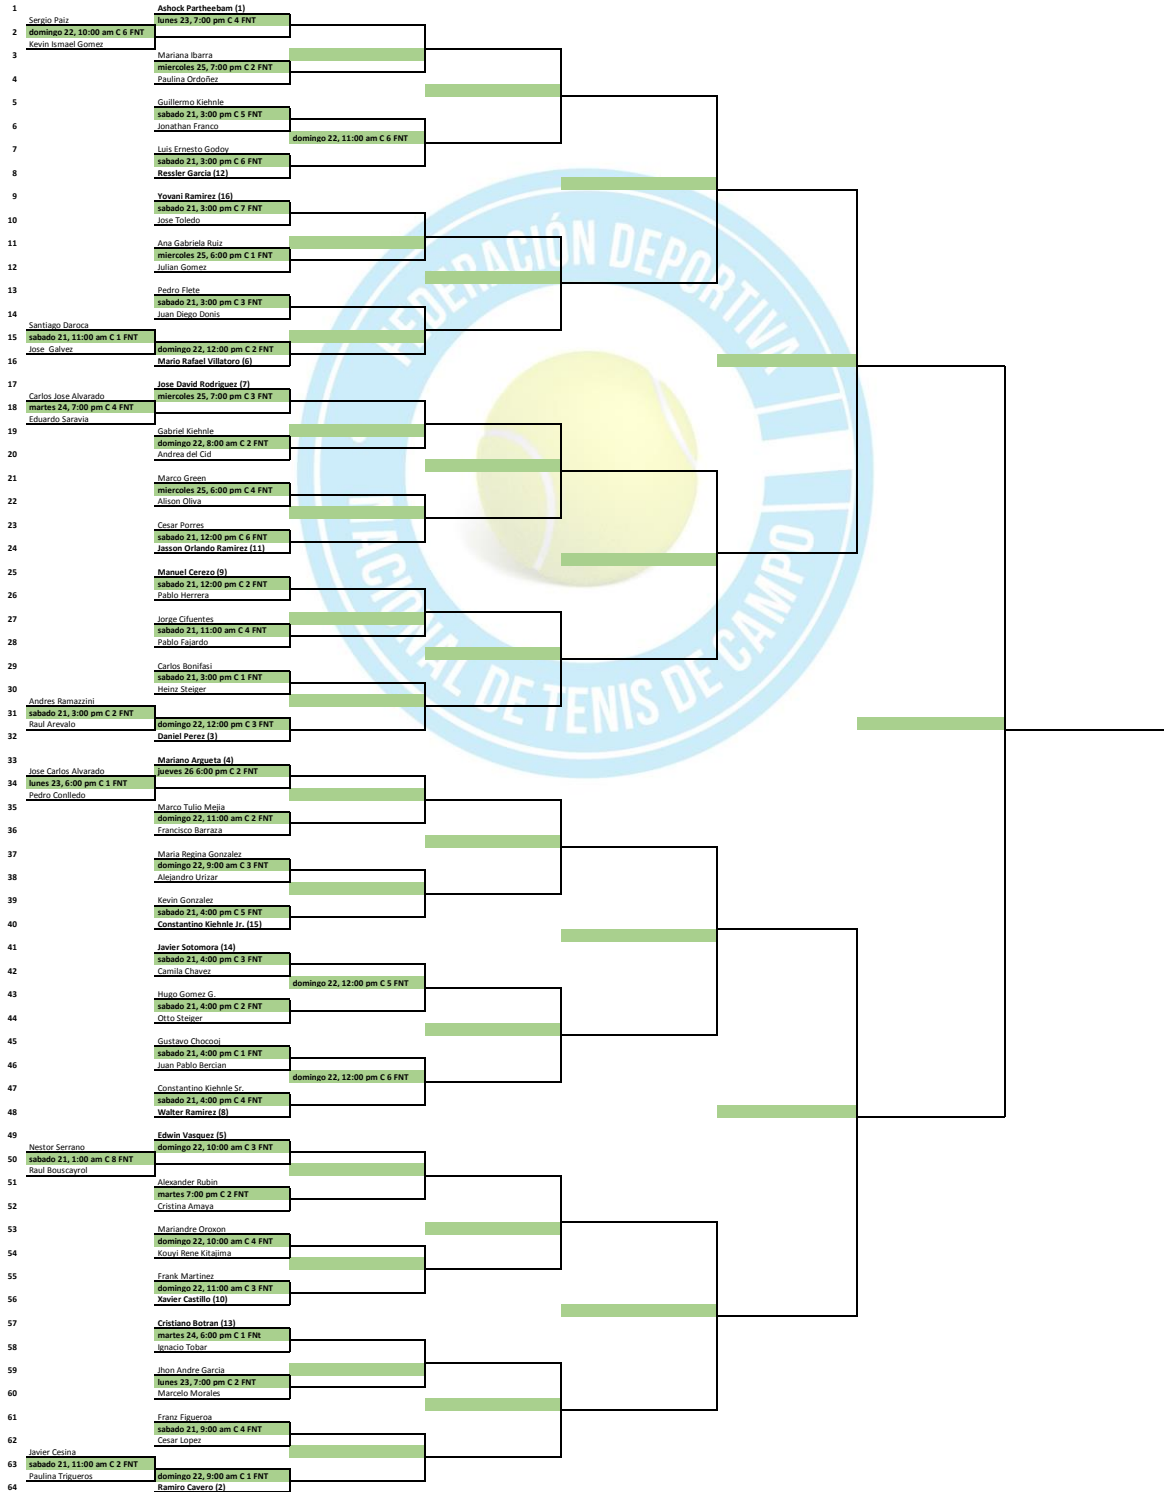 1 Ashock Partheebam (1)
Sergio Paiz lunes 23, 7:00 pm C 4 FNT
2 domingo 22, 10:00 am C 6 FNT
Kevin Ismael Gomez
3 Mariana Ibarra
miercoles 25, 7:00 pm C 2 FNT
4 Paulina Ordoñez
5 Guillermo Kiehnle
sabado 21, 3:00 pm C 5 FNT
6 Jonathan Franco
domingo 22, 11:00 am C 6 FNT
7 Luis Ernesto Godoy
sabado 21, 3:00 pm C 6 FNT
8 Ressler Garcia (12)
9 Yovani Ramirez (16)
sabado 21, 3:00 pm C 7 FNT
10 Jose Toledo
11 Ana Gabriela Ruiz
miercoles 25, 6:00 pm C 1 FNT
12 Julian Gomez
13 Pedro Flete
sabado 21, 3:00 pm C 3 FNT
14 Juan Diego Donis
Santiago Daroca
15 sabado 21, 11:00 am C 1 FNT
Jose Galvez domingo 22, 12:00 pm C 2 FNT
16 Mario Rafael Villatoro (6)
17 Jose David Rodriguez (7)
Carlos Jose Alvarado miercoles 25, 7:00 pm C 3 FNT
18 martes 24, 7:00 pm C 4 FNT
Eduardo Saravia
19 Gabriel Kiehnle
domingo 22, 8:00 am C 2 FNT
20 Andrea del Cid
21 Marco Green
miercoles 25, 6:00 pm C 4 FNT
22 Alison Oliva
23 Cesar Porres
sabado 21, 12:00 pm C 6 FNT
24 Jasson Orlando Ramirez (11)
25 Manuel Cerezo (9)
sabado 21, 12:00 pm C 2 FNT
26 Pablo Herrera
27 Jorge Cifuentes
sabado 21, 11:00 am C 4 FNT
28 Pablo Fajardo
29 Carlos Bonifasi
sabado 21, 3:00 pm C 1 FNT
30 Heinz Steiger
Andres Ramazzini
31 sabado 21, 3:00 pm C 2 FNT
Raul Arevalo domingo 22, 12:00 pm C 3 FNT
32 Daniel Perez (3)
33 Mariano Argueta (4)
Jose Carlos Alvarado jueves 26 6:00 pm C 2 FNT
34 lunes 23, 6:00 pm C 1 FNT
Pedro Conlledo
35 Marco Tulio Mejia
domingo 22, 11:00 am C 2 FNT
36 Francisco Barraza
37 Maria Regina Gonzalez
domingo 22, 9:00 am C 3 FNT
38 Alejandro Urizar
39 Kevin Gonzalez
sabado 21, 4:00 pm C 5 FNT
40 Constantino Kiehnle Jr. (15)
41 Javier Sotomora (14)
sabado 21, 4:00 pm C 3 FNT
42 Camila Chavez
domingo 22, 12:00 pm C 5 FNT
43 Hugo Gomez G.
sabado 21, 4:00 pm C 2 FNT
44 Otto Steiger
45 Gustavo Chocooj
sabado 21, 4:00 pm C 1 FNT
46 Juan Pablo Bercian
domingo 22, 12:00 pm C 6 FNT
47 Constantino Kiehnle Sr.
sabado 21, 4:00 pm C 4 FNT
48 Walter Ramirez (8)
49 Edwin Vasquez (5)
Nestor Serrano domingo 22, 10:00 am C 3 FNT
50 sabado 21, 1:00 am C 8 FNT
Raul Bouscayrol
51 Alexander Rubin
martes 7:00 pm C 2 FNT
52 Cristina Amaya
53 Mariandre Oroxon
domingo 22, 10:00 am C 4 FNT
54 Kouyi Rene Kitajima
55 Frank Martinez
domingo 22, 11:00 am C 3 FNT
56 Xavier Castillo (10)
57 Cristiano Botran (13)
martes 24, 6:00 pm C 1 FNt
58 Ignacio Tobar
59 Jhon Andre Garcia
lunes 23, 7:00 pm C 2 FNT
60 Marcelo Morales
61 Franz Figueroa
sabado 21, 9:00 am C 4 FNT
62 Cesar Lopez
Javier Cesina
63 sabado 21, 11:00 am C 2 FNT
Paulina Trigueros domingo 22, 9:00 am C 1 FNT
64 Ramiro Cavero (2)
FEDERACIÓN DEPORTIVA
NACIONAL DE TENIS DE CAMPO